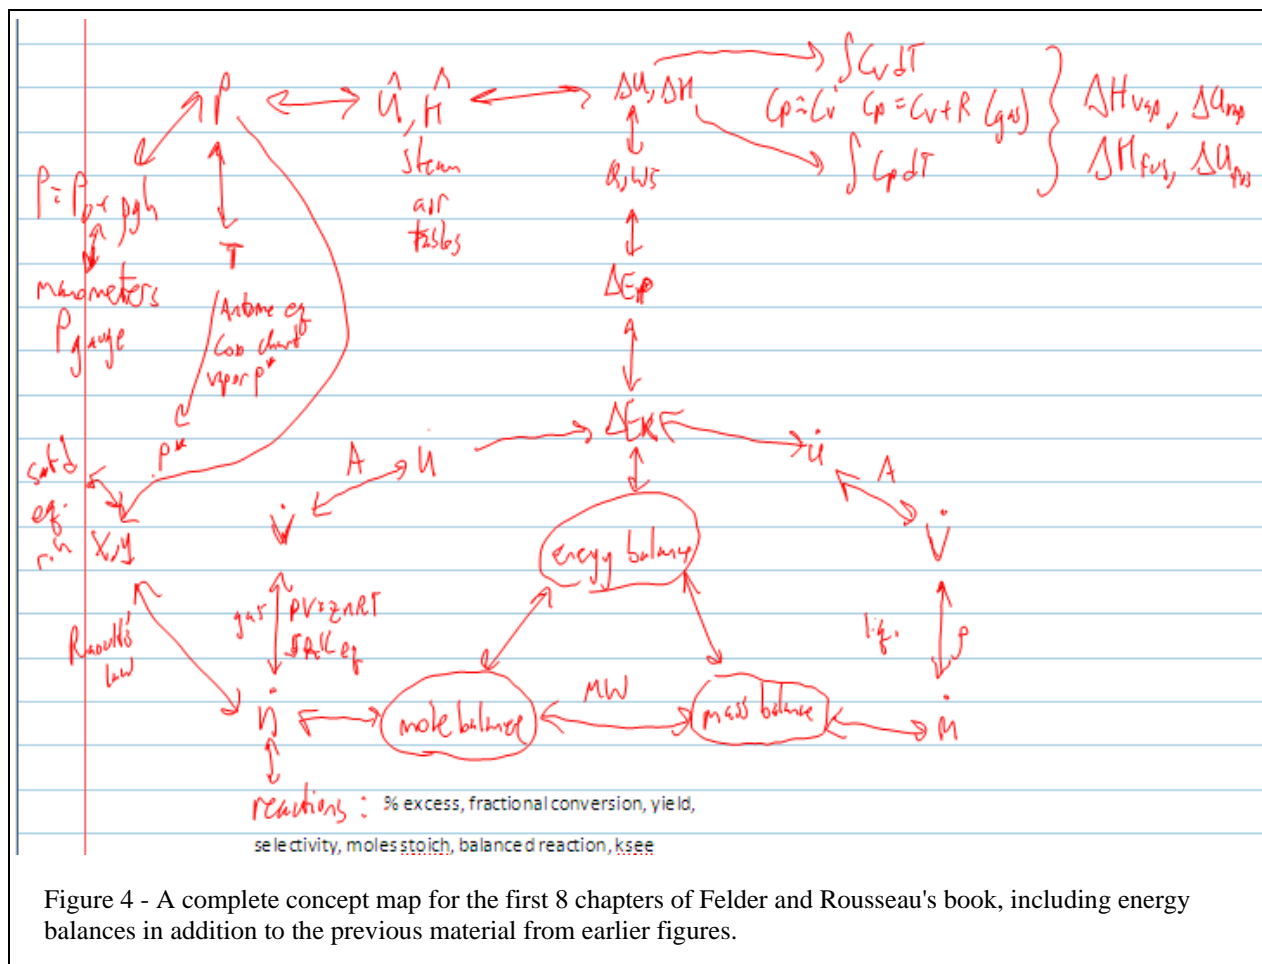 P
Û, Ĥ
steam
air
tables
ΔU, ΔH
∫CvdT
Cp=Cv Cp=Cv+R (gas)
∫CpdT
ΔHvap, ΔUvap
ΔHfus, ΔUfus
P=P₀+ρgh
manometers
Pgauge
T
Antoine eq
Cox chart
vapor p*
p*
Q, Ws
ΔEp
ΔEK
sat'd
eq.
r.h
x,y
Raoult's
law
A
u̇
V̇
gas
PV=znRT
SRK eq
ṅ
energy balance
u̇
A
V̇
liq.
ρ
ṁ
mole balance
MW
mass balance
reactions: % excess, fractional conversion, yield,
selectivity, moles stoich, balanced reaction, ksee
Figure 4 - A complete concept map for the first 8 chapters of Felder and Rousseau's book, including energy
balances in addition to the previous material from earlier figures.